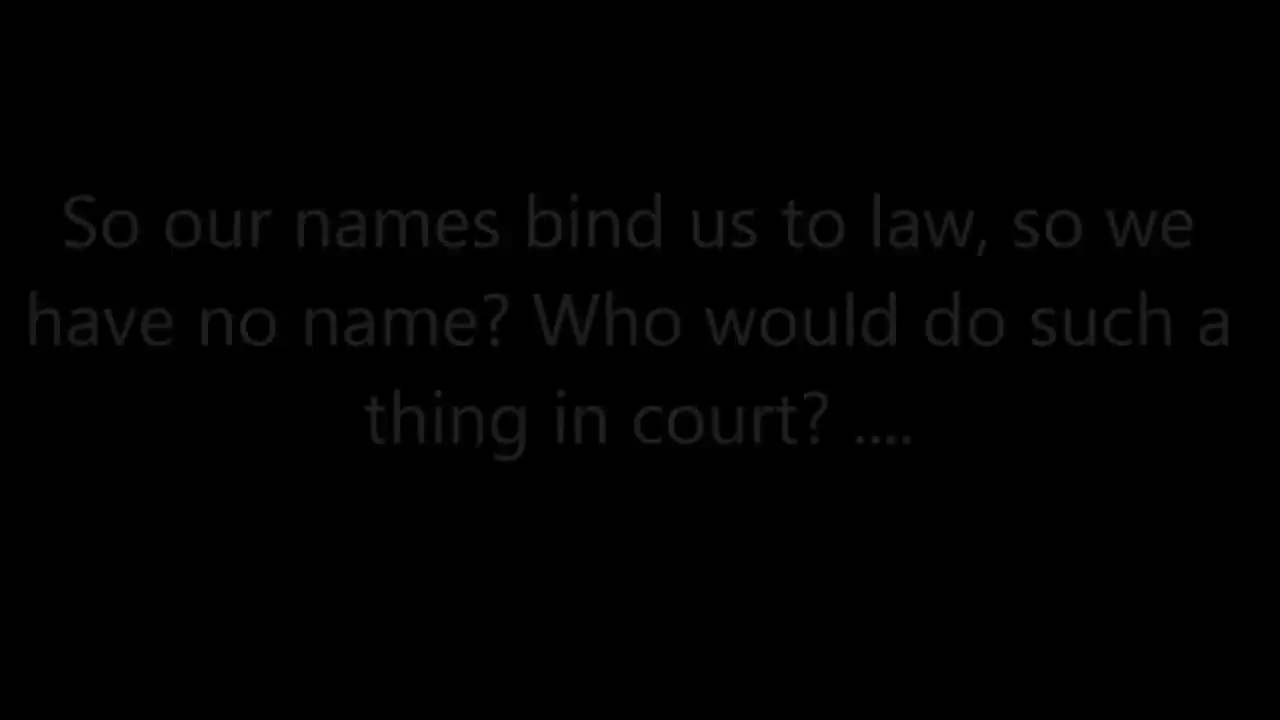 So our names bind us to law, so we
have no name? Who would do such a
thing in court? ....